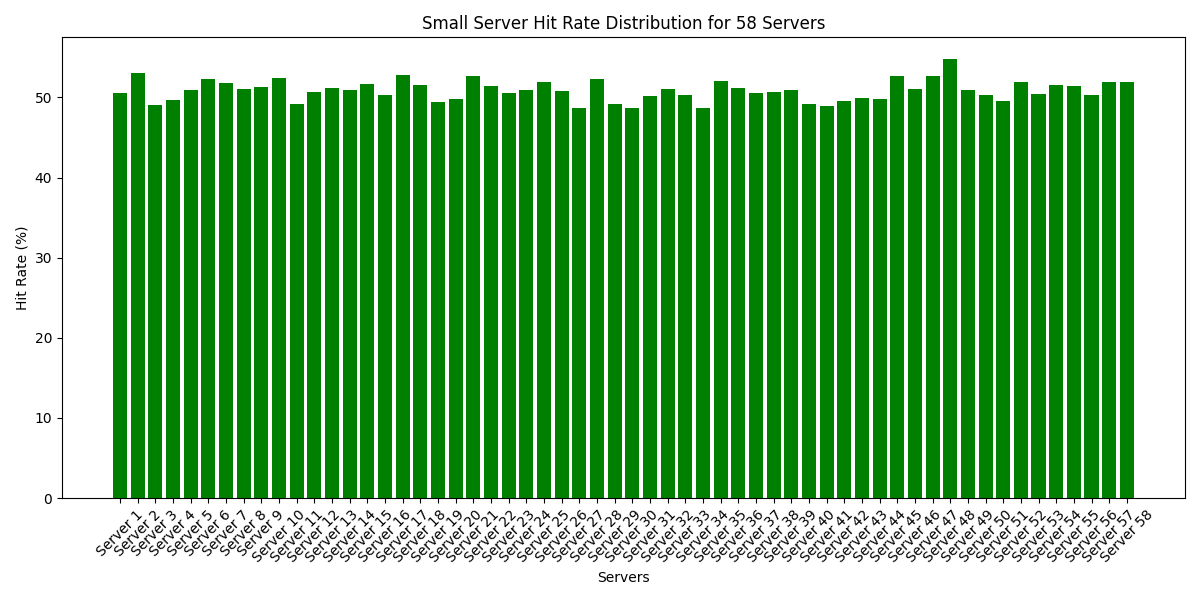 Small Server Hit Rate Distribution for 58 Servers
Hit Rate (%)
50
40
30
20
10
0
Server 1
Server 2
Server 3
Server 4
Server 5
Server 6
Server 7
Server 8
Server 9
Server 10
Server 11
Server 12
Server 13
Server 14
Server 15
Server 16
Server 17
Server 18
Server 19
Server 20
Server 21
Server 22
Server 23
Server 24
Server 25
Server 26
Server 27
Server 28
Server 29
Server 30
Server 31
Server 32
Server 33
Server 34
Server 35
Server 36
Server 37
Server 38
Server 39
Server 40
Server 41
Server 42
Server 43
Server 44
Server 45
Server 46
Server 47
Server 48
Server 49
Server 50
Server 51
Server 52
Server 53
Server 54
Server 55
Server 56
Server 57
Server 58
Servers